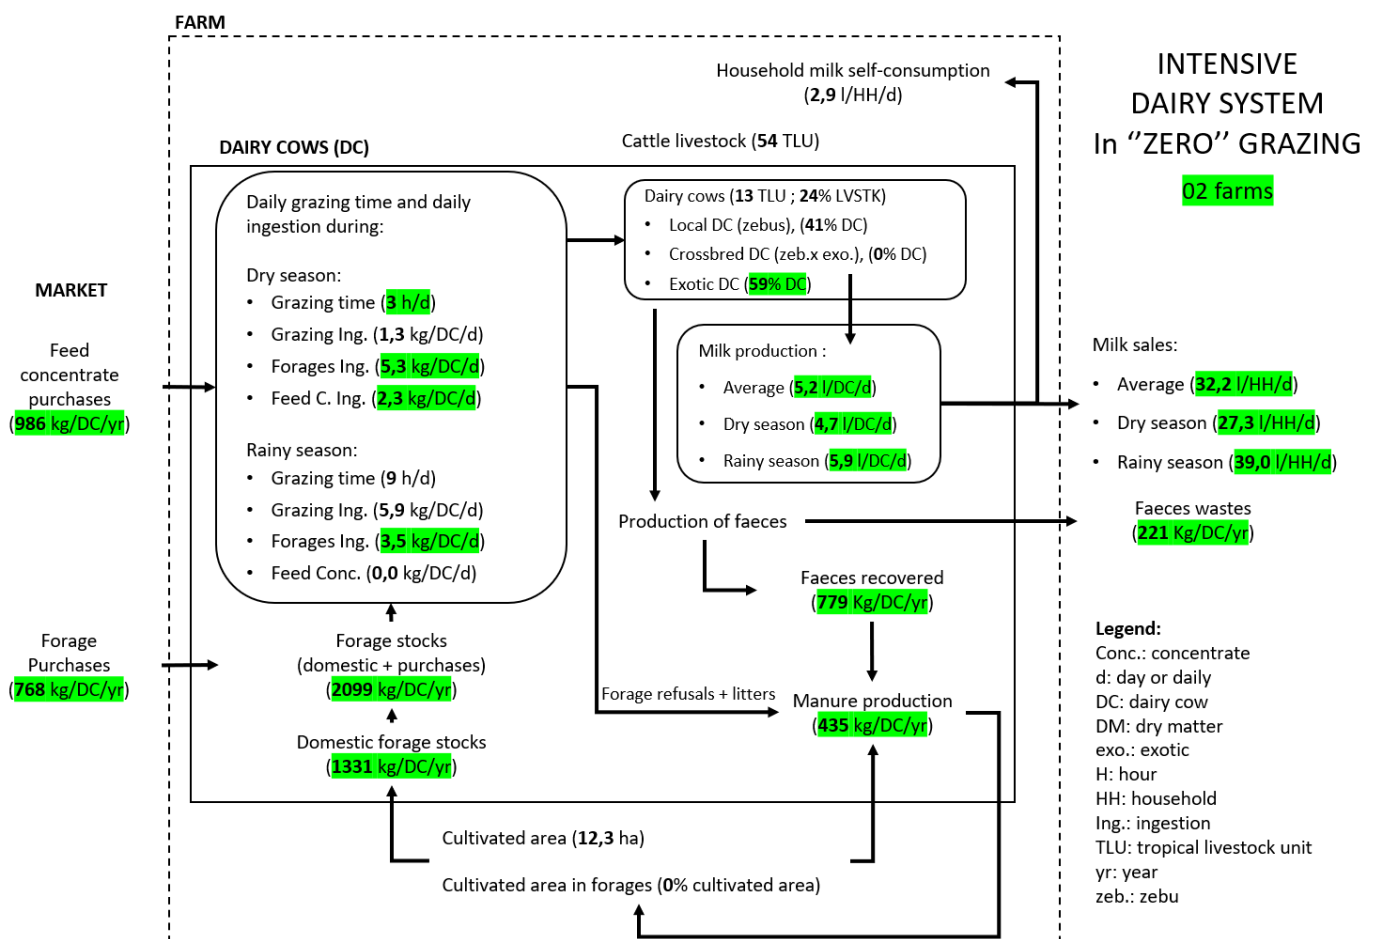 FARM
INTENSIVE
DAIRY SYSTEM
In ‘’ZERO’’ GRAZING
02 farms
Household milk self-consumption
(2,9 l/HH/d)
Cattle livestock (54 TLU)
DAIRY COWS (DC)
Daily grazing time and daily
ingestion during:
Dry season:
• Grazing time (3 h/d)
• Grazing Ing. (1,3 kg/DC/d)
• Forages Ing. (5,3 kg/DC/d)
• Feed C. Ing. (2,3 kg/DC/d)
Rainy season:
• Grazing time (9 h/d)
• Grazing Ing. (5,9 kg/DC/d)
• Forages Ing. (3,5 kg/DC/d)
• Feed Conc. (0,0 kg/DC/d)
Dairy cows (13 TLU ; 24% LVSTK)
• Local DC (zebus), (41% DC)
• Crossbred DC (zeb.x exo.), (0% DC)
• Exotic DC (59% DC)
MARKET
Feed
concentrate
purchases
(986 kg/DC/yr)
Milk production :
• Average (5,2 l/DC/d)
• Dry season (4,7 l/DC/d)
• Rainy season (5,9 l/DC/d)
Milk sales:
• Average (32,2 l/HH/d)
• Dry season (27,3 l/HH/d)
• Rainy season (39,0 l/HH/d)
Production of faeces
Faeces wastes
(221 Kg/DC/yr)
Faeces recovered
(779 Kg/DC/yr)
Forage
Purchases
(768 kg/DC/yr)
Forage stocks
(domestic + purchases)
(2099 kg/DC/yr)
Forage refusals + litters
Manure production
(435 kg/DC/yr)
Domestic forage stocks
(1331 kg/DC/yr)
Cultivated area (12,3 ha)
Cultivated area in forages (0% cultivated area)
Legend:
Conc.: concentrate
d: day or daily
DC: dairy cow
DM: dry matter
exo.: exotic
H: hour
HH: household
Ing.: ingestion
TLU: tropical livestock unit
yr: year
zeb.: zebu